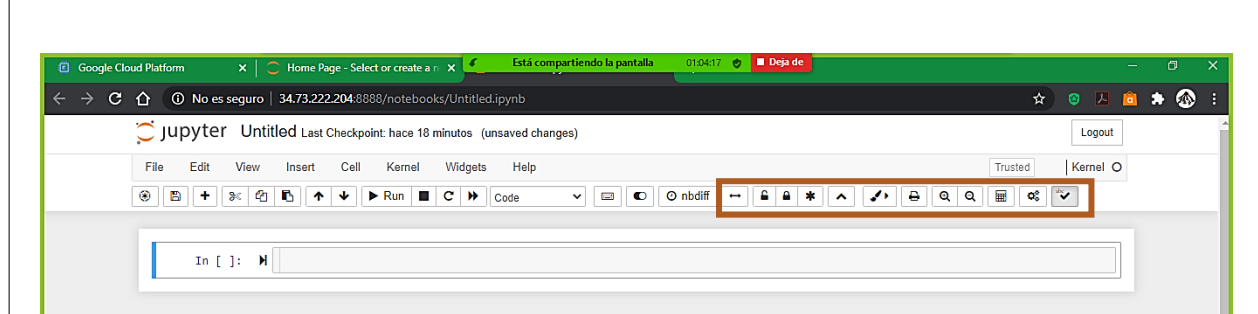 Está compartiendo la pantalla 01:04:17 Deja de
Google Cloud Platform Home Page - Select or create a n
No es seguro | 34.73.222.204:8888/notebooks/Untitled.ipynb
jupyter Untitled Last Checkpoint: hace 18 minutos (unsaved changes) Logout
File Edit View Insert Cell Kernel Widgets Help Trusted Kernel
Run Code nbdiff
In [ ]: